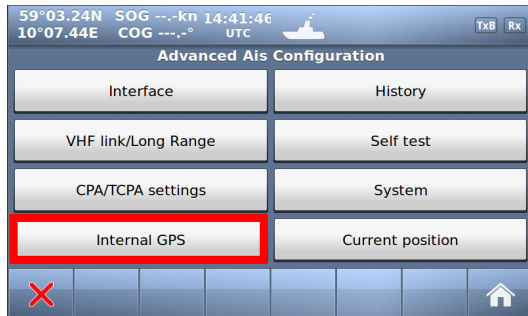 59°03.24N SOG --.-kn 14:41:46
10°07.44E COG ---.-° UTC
TxB Rx
Advanced Ais Configuration
Interface
History
VHF link/Long Range
Self test
CPA/TCPA settings
System
Internal GPS
Current position